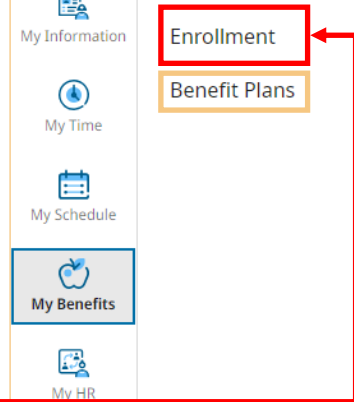 My Information
Enrollment
Benefit Plans
My Time
My Schedule
My Benefits
My HR